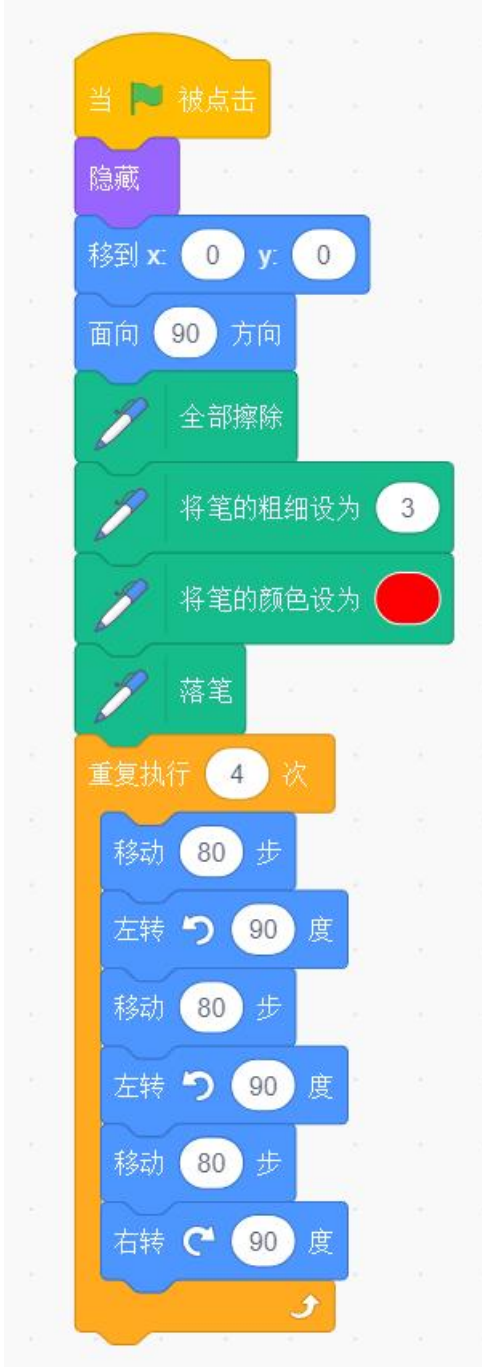 当 被点击
隐藏
移到 x: 0 y: 0
面向 90 方向
全部擦除
将笔的粗细设为 3
将笔的颜色设为
落笔
重复执行 4 次
移动 80 步
左转 90 度
移动 80 步
左转 90 度
移动 80 步
右转 90 度